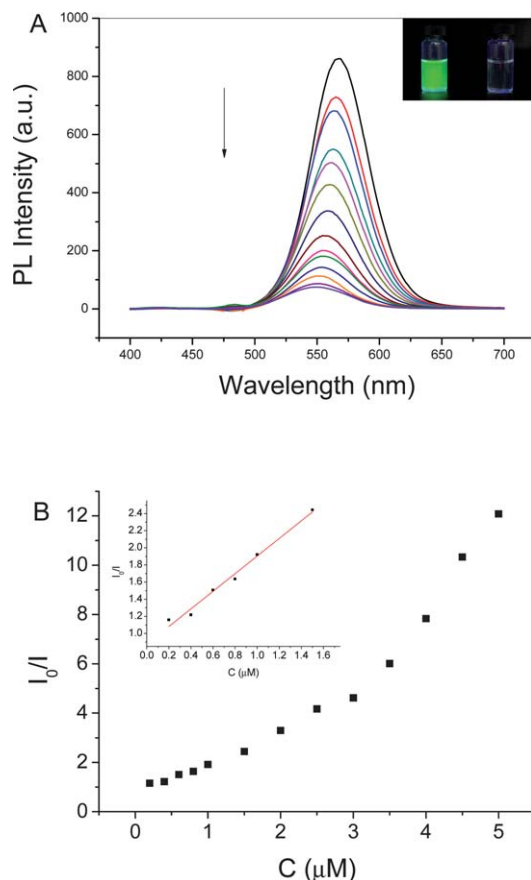 A
1000
800
600
400
200
0
PL Intensity (a.u.)
400 450 500 550 600 650 700
Wavelength (nm)
B
12
10
8
6
4
2
0
I₀/I
2.4
2.2
2.0
1.8
1.6
1.4
1.2
1.0
I₀/I
0.0 0.2 0.4 0.6 0.8 1.0 1.2 1.4 1.6
C (μM)
0 1 2 3 4 5
C (μM)